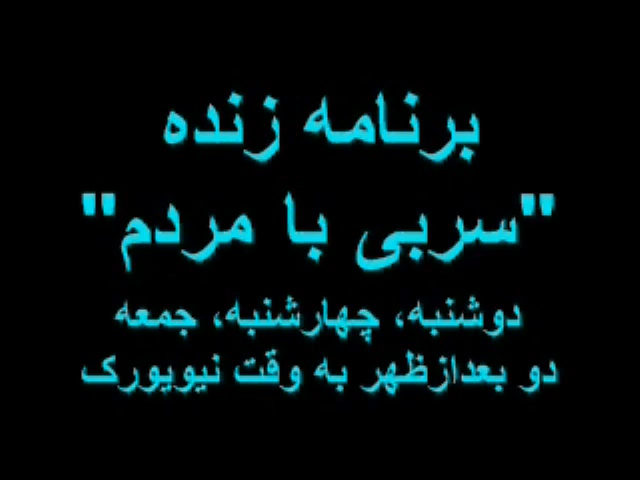 برنامه زنده
"سربی با مردم"
دوشنبه، چهارشنبه، جمعه
دو بعدازظهر به وقت نیویورک